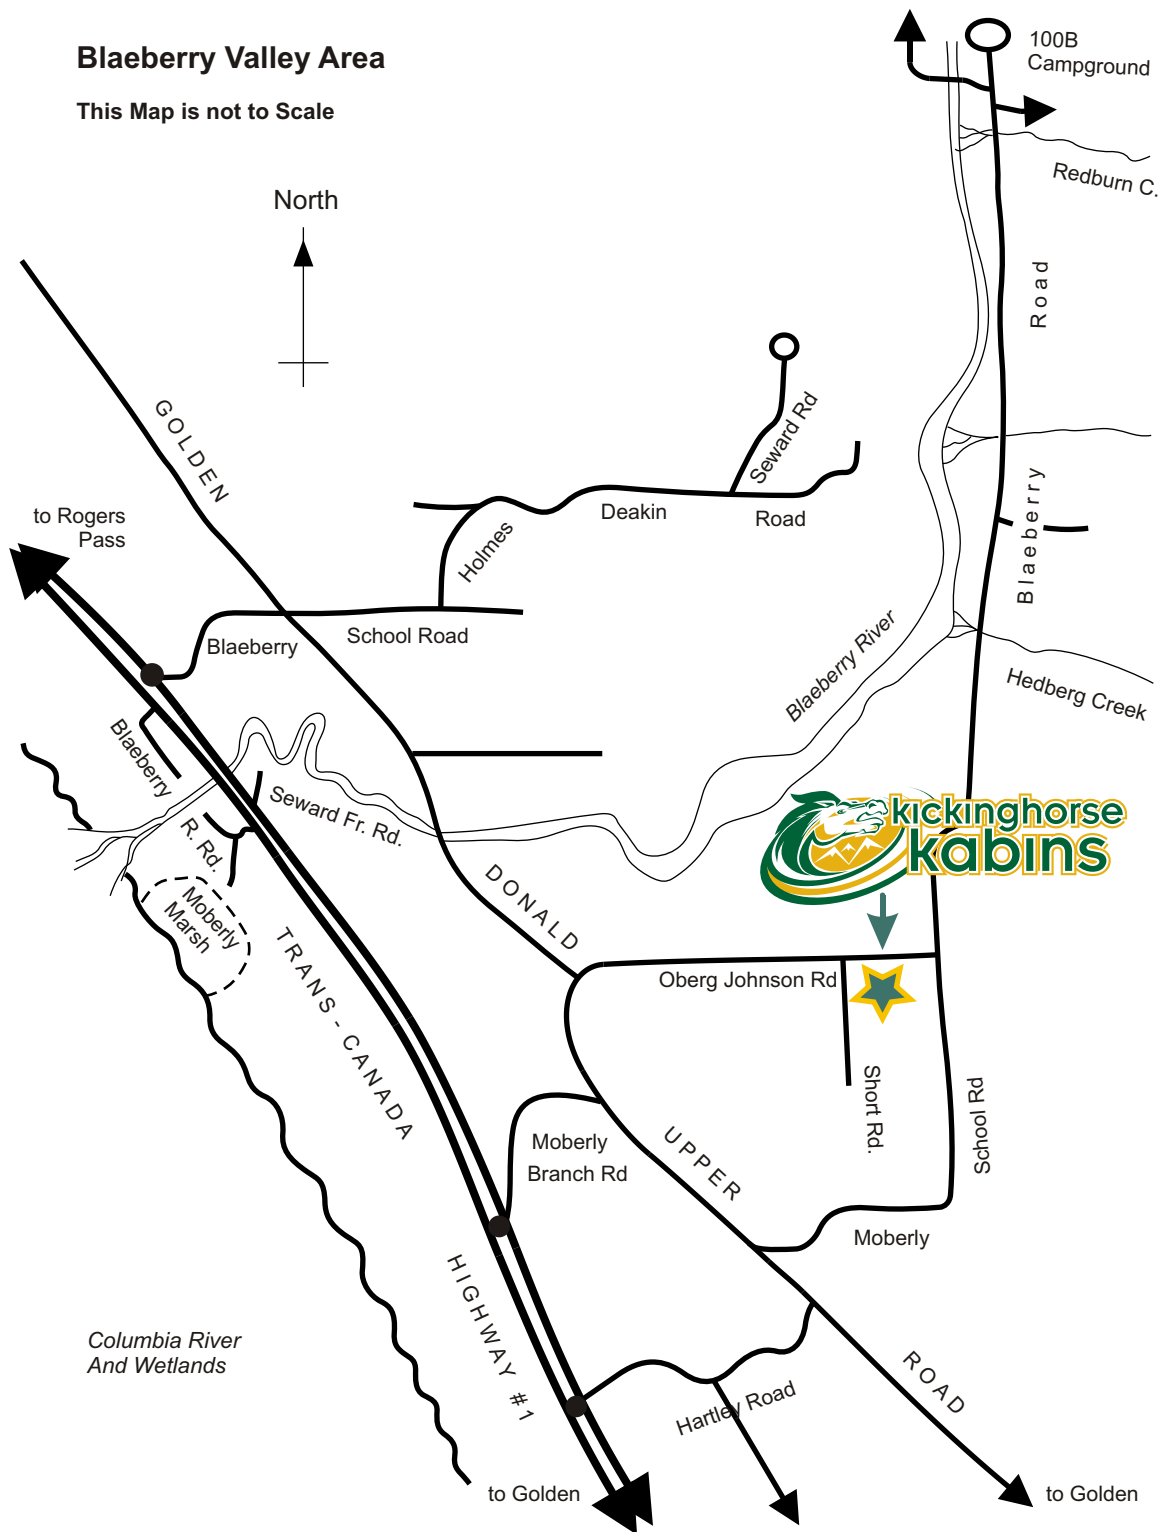 Blaeberry Valley Area
This Map is not to Scale
North
100B
Campground
Redburn C.
Road
Blaeberry
GOLDEN
to Rogers
Pass
Seward Rd
Deakin
Road
Holmes
School Road
Blaeberry
Blaeberry River
Hedberg Creek
Blaeberry
R. Rd.
Seward Fr. Rd.
kickinghorse
kabins
Moberly
Marsh
DONALD
Oberg Johnson Rd
TRANS - CANADA
Short Rd.
School Rd
Moberly
Branch Rd
UPPER
Moberly
HIGHWAY #1
Columbia River
And Wetlands
Hartley Road
ROAD
to Golden
to Golden